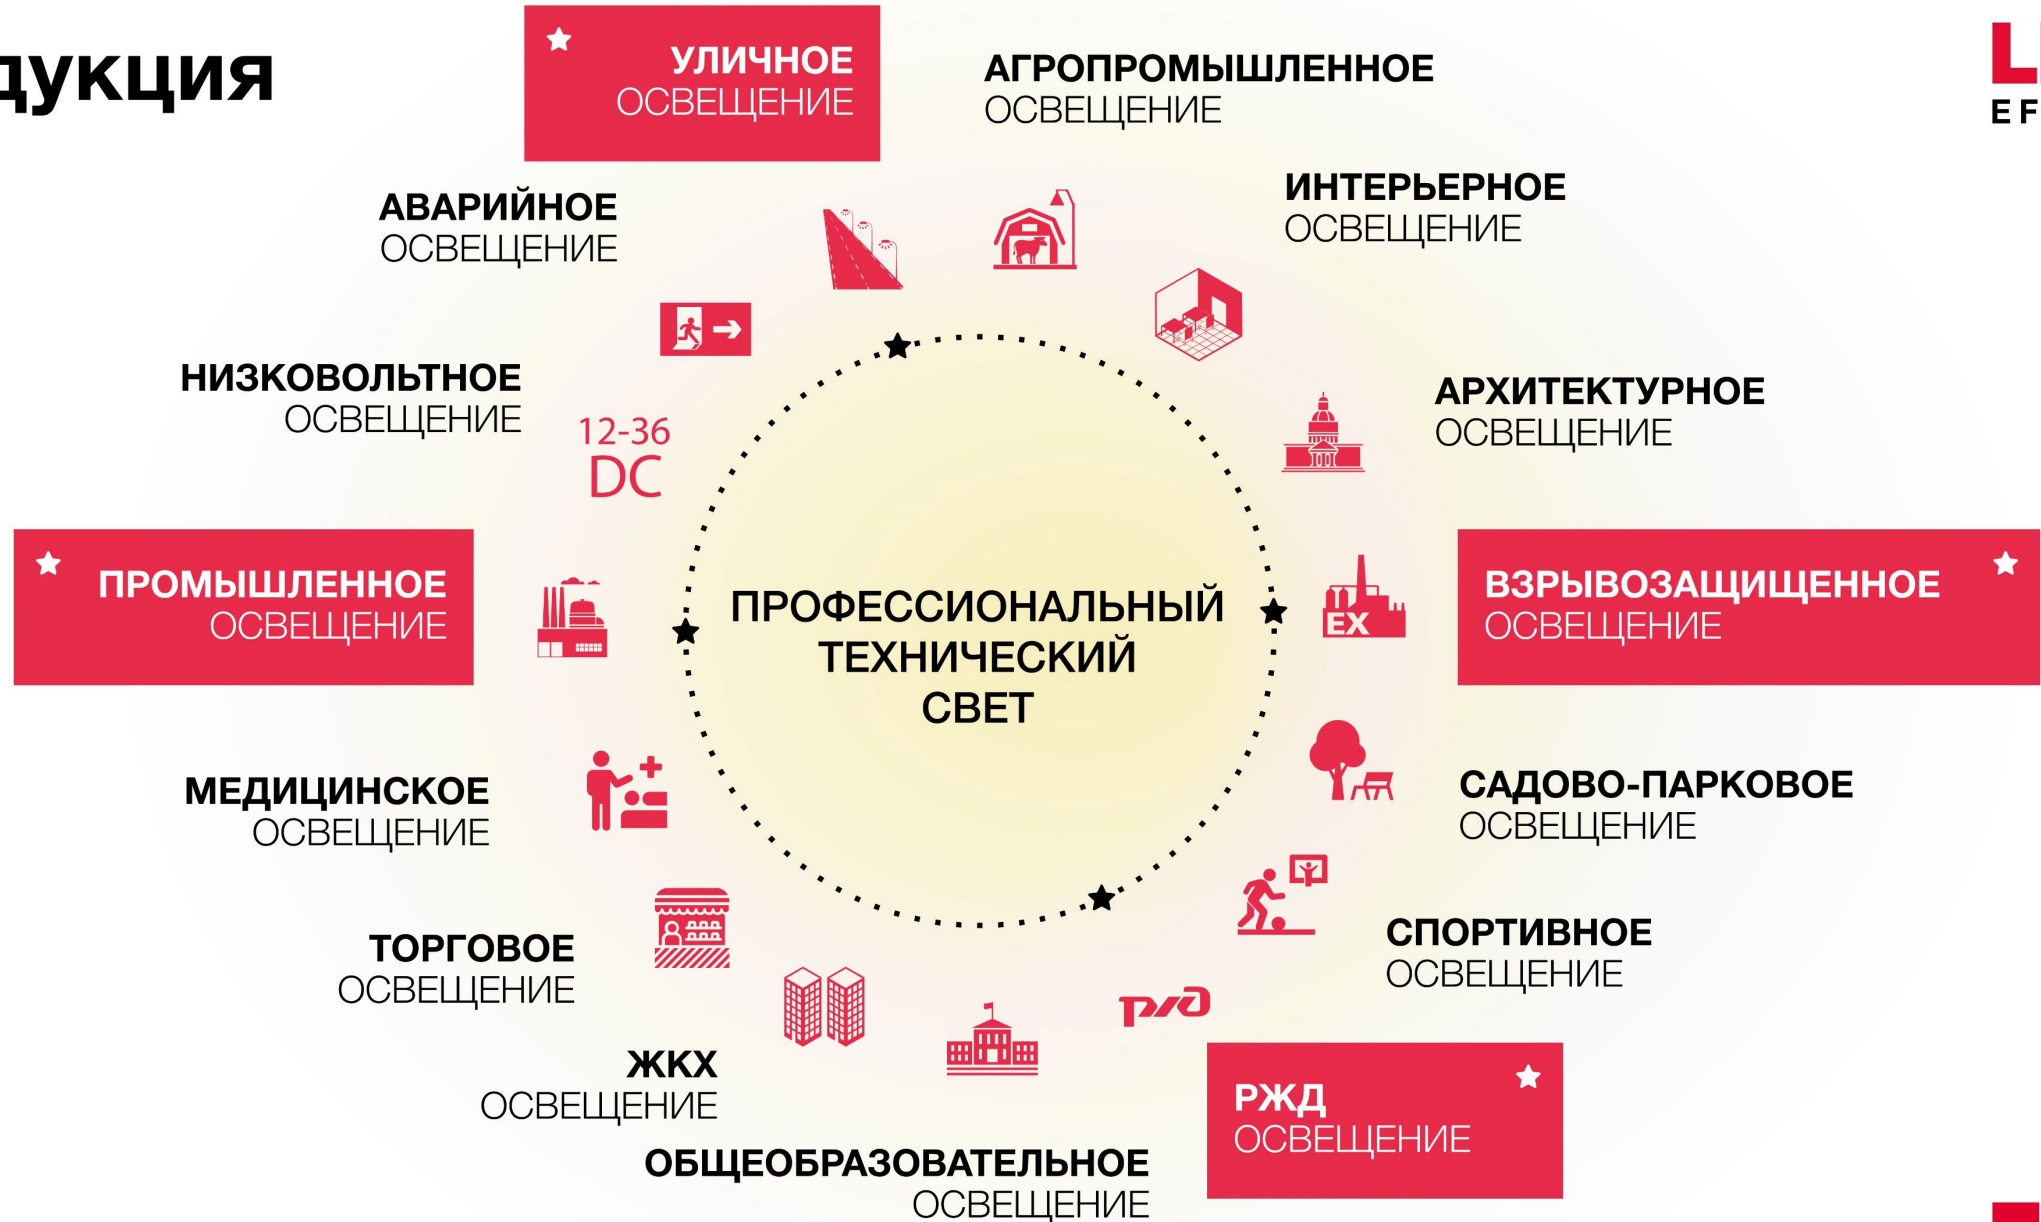 дукция
УЛИЧНОЕ
ОСВЕЩЕНИЕ
АГРОПРОМЫШЛЕННОЕ
ОСВЕЩЕНИЕ
АВАРИЙНОЕ
ОСВЕЩЕНИЕ
ИНТЕРЬЕРНОЕ
ОСВЕЩЕНИЕ
НИЗКОВОЛЬТНОЕ
ОСВЕЩЕНИЕ
12-36
DC
АРХИТЕКТУРНОЕ
ОСВЕЩЕНИЕ
ПРОМЫШЛЕННОЕ
ОСВЕЩЕНИЕ
ПРОФЕССИОНАЛЬНЫЙ
ТЕХНИЧЕСКИЙ
СВЕТ
EX
ВЗРЫВОЗАЩИЩЕННОЕ
ОСВЕЩЕНИЕ
МЕДИЦИНСКОЕ
ОСВЕЩЕНИЕ
САДОВО-ПАРКОВОЕ
ОСВЕЩЕНИЕ
ТОРГОВОЕ
ОСВЕЩЕНИЕ
СПОРТИВНОЕ
ОСВЕЩЕНИЕ
ржд
ЖКХ
ОСВЕЩЕНИЕ
РЖД
ОСВЕЩЕНИЕ
ОБЩЕОБРАЗОВАТЕЛЬНОЕ
ОСВЕЩЕНИЕ